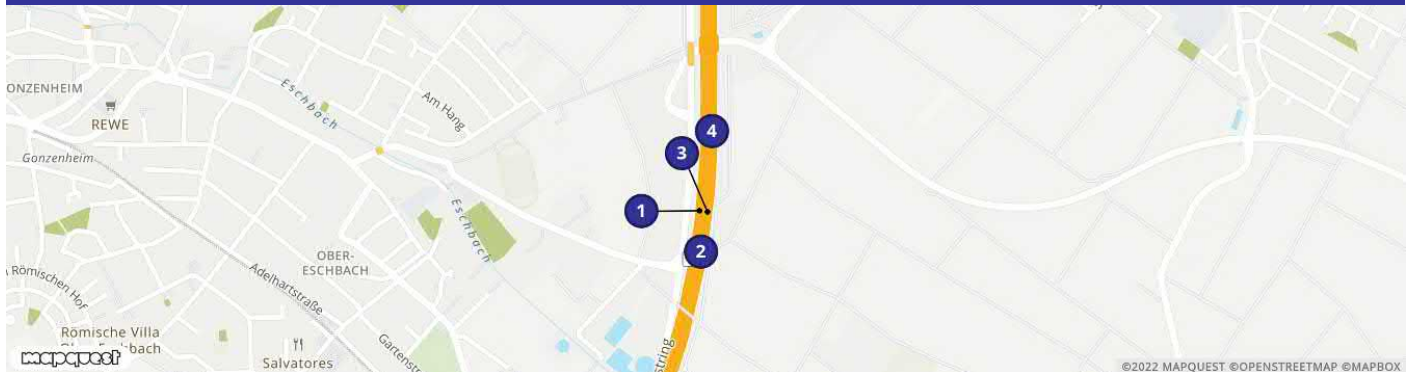 ONZENHEIM
REWE
Gonzenheim
Eschbach
Am Hang
Eschbach
OBER-
ESCHBACH
Römischen Hof
Adelhartstraße
Römische Villa
Gartenstr
Salvatores
string
1
2
3
4
mapquest
©2022 MAPQUEST ©OPENSTREETMAP ©MAPBOX